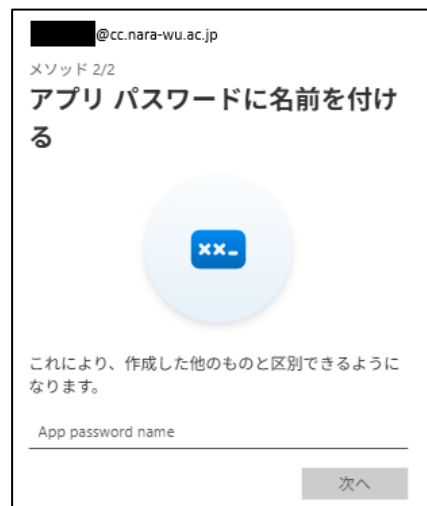 @cc.nara-wu.ac.jp
メソッド 2/2
アプリ パスワードに名前を付け
る
××-
これにより、作成した他のものと区別できるように
なります。
App password name
次へ